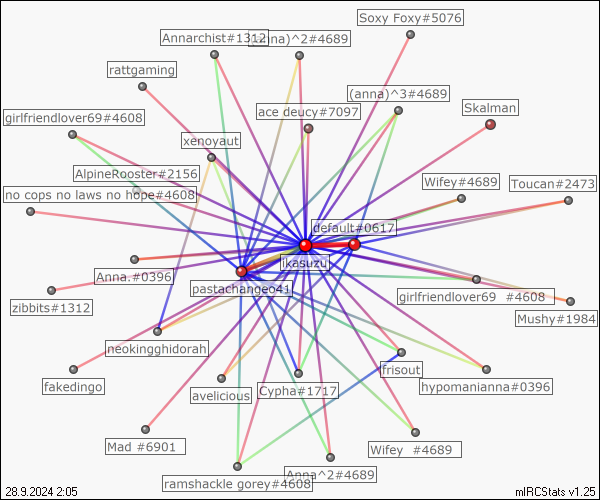 Soxy Foxy#5076
Annarchist#1312
(anna)^2#4689
rattgaming
(anna)^3#4689
ace deucy#7097
Skalman
girlfriendlover69#4608
xenoyaut
AlpineRooster#2156
Wifey#4689
Toucan#2473
no cops no laws no hope#4608
default#0617
Ikasuzu
Anna.#0396
pastachangeo41
girlfriendlover69 #4608
zibbits#1312
Mushy#1984
neokingghidorah
frisout
fakedingo
avelicious
Cypha#1717
hypomanianna#0396
Mad #6901
Wifey #4689
Anna^2#4689
ramshackle gorey#4608
28.9.2024 2:05
mIRCStats v1.25